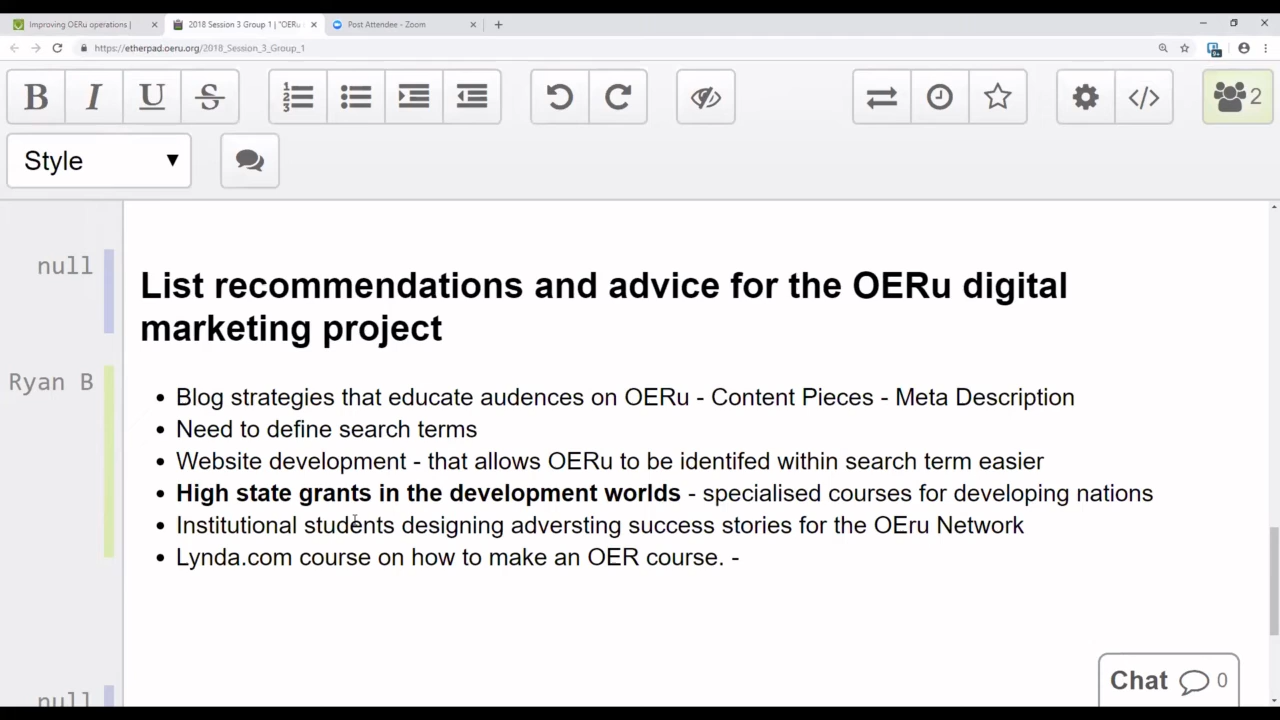 Improving OERu operations |
2018 Session 3 Group 1 | "OERu
Post Attendee - Zoom
https://etherpad.oeru.org/2018_Session_3_Group_1
B I U S
2
Style
null
List recommendations and advice for the OERu digital
marketing project
Ryan B
• Blog strategies that educate audences on OERu - Content Pieces - Meta Description
• Need to define search terms
• Website development - that allows OERu to be identifed within search term easier
• High state grants in the development worlds - specialised courses for developing nations
• Institutional students designing adversting success stories for the OEru Network
• Lynda.com course on how to make an OER course. -
null
Chat 0